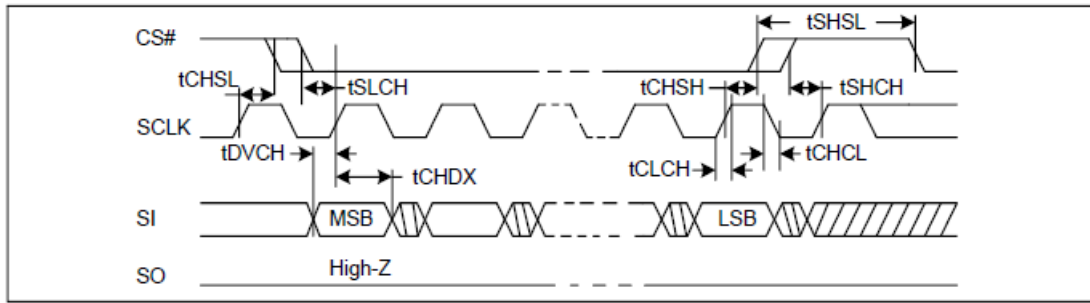 tSHSL
CS#
tCHSL
tSLCH
tCHSH
tSHCH
SCLK
tDVCH
tCHDX
tCLCH
tCHCL
SI
MSB
LSB
High-Z
SO